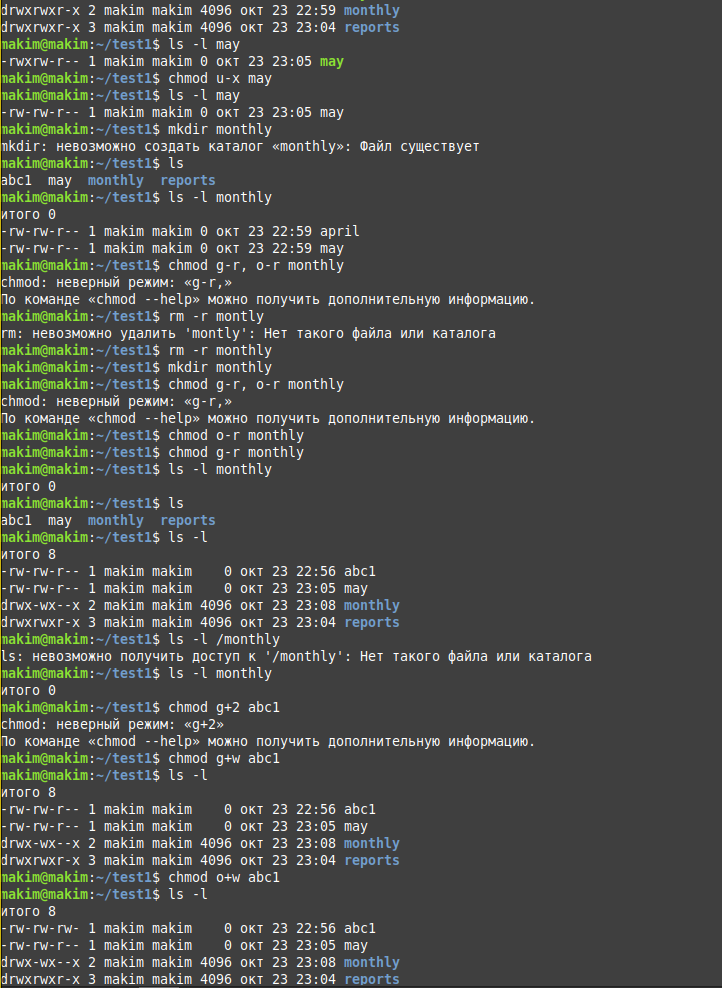 drwxrwxr-x 2 makim makim 4096 окт 23 22:59 monthly
drwxrwxr-x 3 makim makim 4096 окт 23 23:04 reports
makim@makim:~/test1$ ls -l may
-rwxrw-r-- 1 makim makim 0 окт 23 23:05 may
makim@makim:~/test1$ chmod u-x may
makim@makim:~/test1$ ls -l may
-rw-rw-r-- 1 makim makim 0 окт 23 23:05 may
makim@makim:~/test1$ mkdir monthly
mkdir: невозможно создать каталог «monthly»: Файл существует
makim@makim:~/test1$ ls
abc1  may  monthly  reports
makim@makim:~/test1$ ls -l monthly
итого 0
-rw-rw-r-- 1 makim makim 0 окт 23 22:59 april
-rw-rw-r-- 1 makim makim 0 окт 23 22:59 may
makim@makim:~/test1$ chmod g-r, o-r monthly
chmod: неверный режим: «g-r,»
По команде «chmod --help» можно получить дополнительную информацию.
makim@makim:~/test1$ rm -r montly
rm: невозможно удалить 'montly': Нет такого файла или каталога
makim@makim:~/test1$ rm -r monthly
makim@makim:~/test1$ mkdir monthly
makim@makim:~/test1$ chmod g-r, o-r monthly
chmod: неверный режим: «g-r,»
По команде «chmod --help» можно получить дополнительную информацию.
makim@makim:~/test1$ chmod o-r monthly
makim@makim:~/test1$ chmod g-r monthly
makim@makim:~/test1$ ls -l monthly
итого 0
makim@makim:~/test1$ ls
abc1  may  monthly  reports
makim@makim:~/test1$ ls -l
итого 8
-rw-rw-r-- 1 makim makim    0 окт 23 22:56 abc1
-rw-rw-r-- 1 makim makim    0 окт 23 23:05 may
drwx-wx--x 2 makim makim 4096 окт 23 23:08 monthly
drwxrwxr-x 3 makim makim 4096 окт 23 23:04 reports
makim@makim:~/test1$ ls -l /monthly
ls: невозможно получить доступ к '/monthly': Нет такого файла или каталога
makim@makim:~/test1$ ls -l monthly
итого 0
makim@makim:~/test1$ chmod g+2 abc1
chmod: неверный режим: «g+2»
По команде «chmod --help» можно получить дополнительную информацию.
makim@makim:~/test1$ chmod g+w abc1
makim@makim:~/test1$ ls -l
итого 8
-rw-rw-r-- 1 makim makim    0 окт 23 22:56 abc1
-rw-rw-r-- 1 makim makim    0 окт 23 23:05 may
drwx-wx--x 2 makim makim 4096 окт 23 23:08 monthly
drwxrwxr-x 3 makim makim 4096 окт 23 23:04 reports
makim@makim:~/test1$ chmod o+w abc1
makim@makim:~/test1$ ls -l
итого 8
-rw-rw-rw- 1 makim makim    0 окт 23 22:56 abc1
-rw-rw-r-- 1 makim makim    0 окт 23 23:05 may
drwx-wx--x 2 makim makim 4096 окт 23 23:08 monthly
drwxrwxr-x 3 makim makim 4096 окт 23 23:04 reports